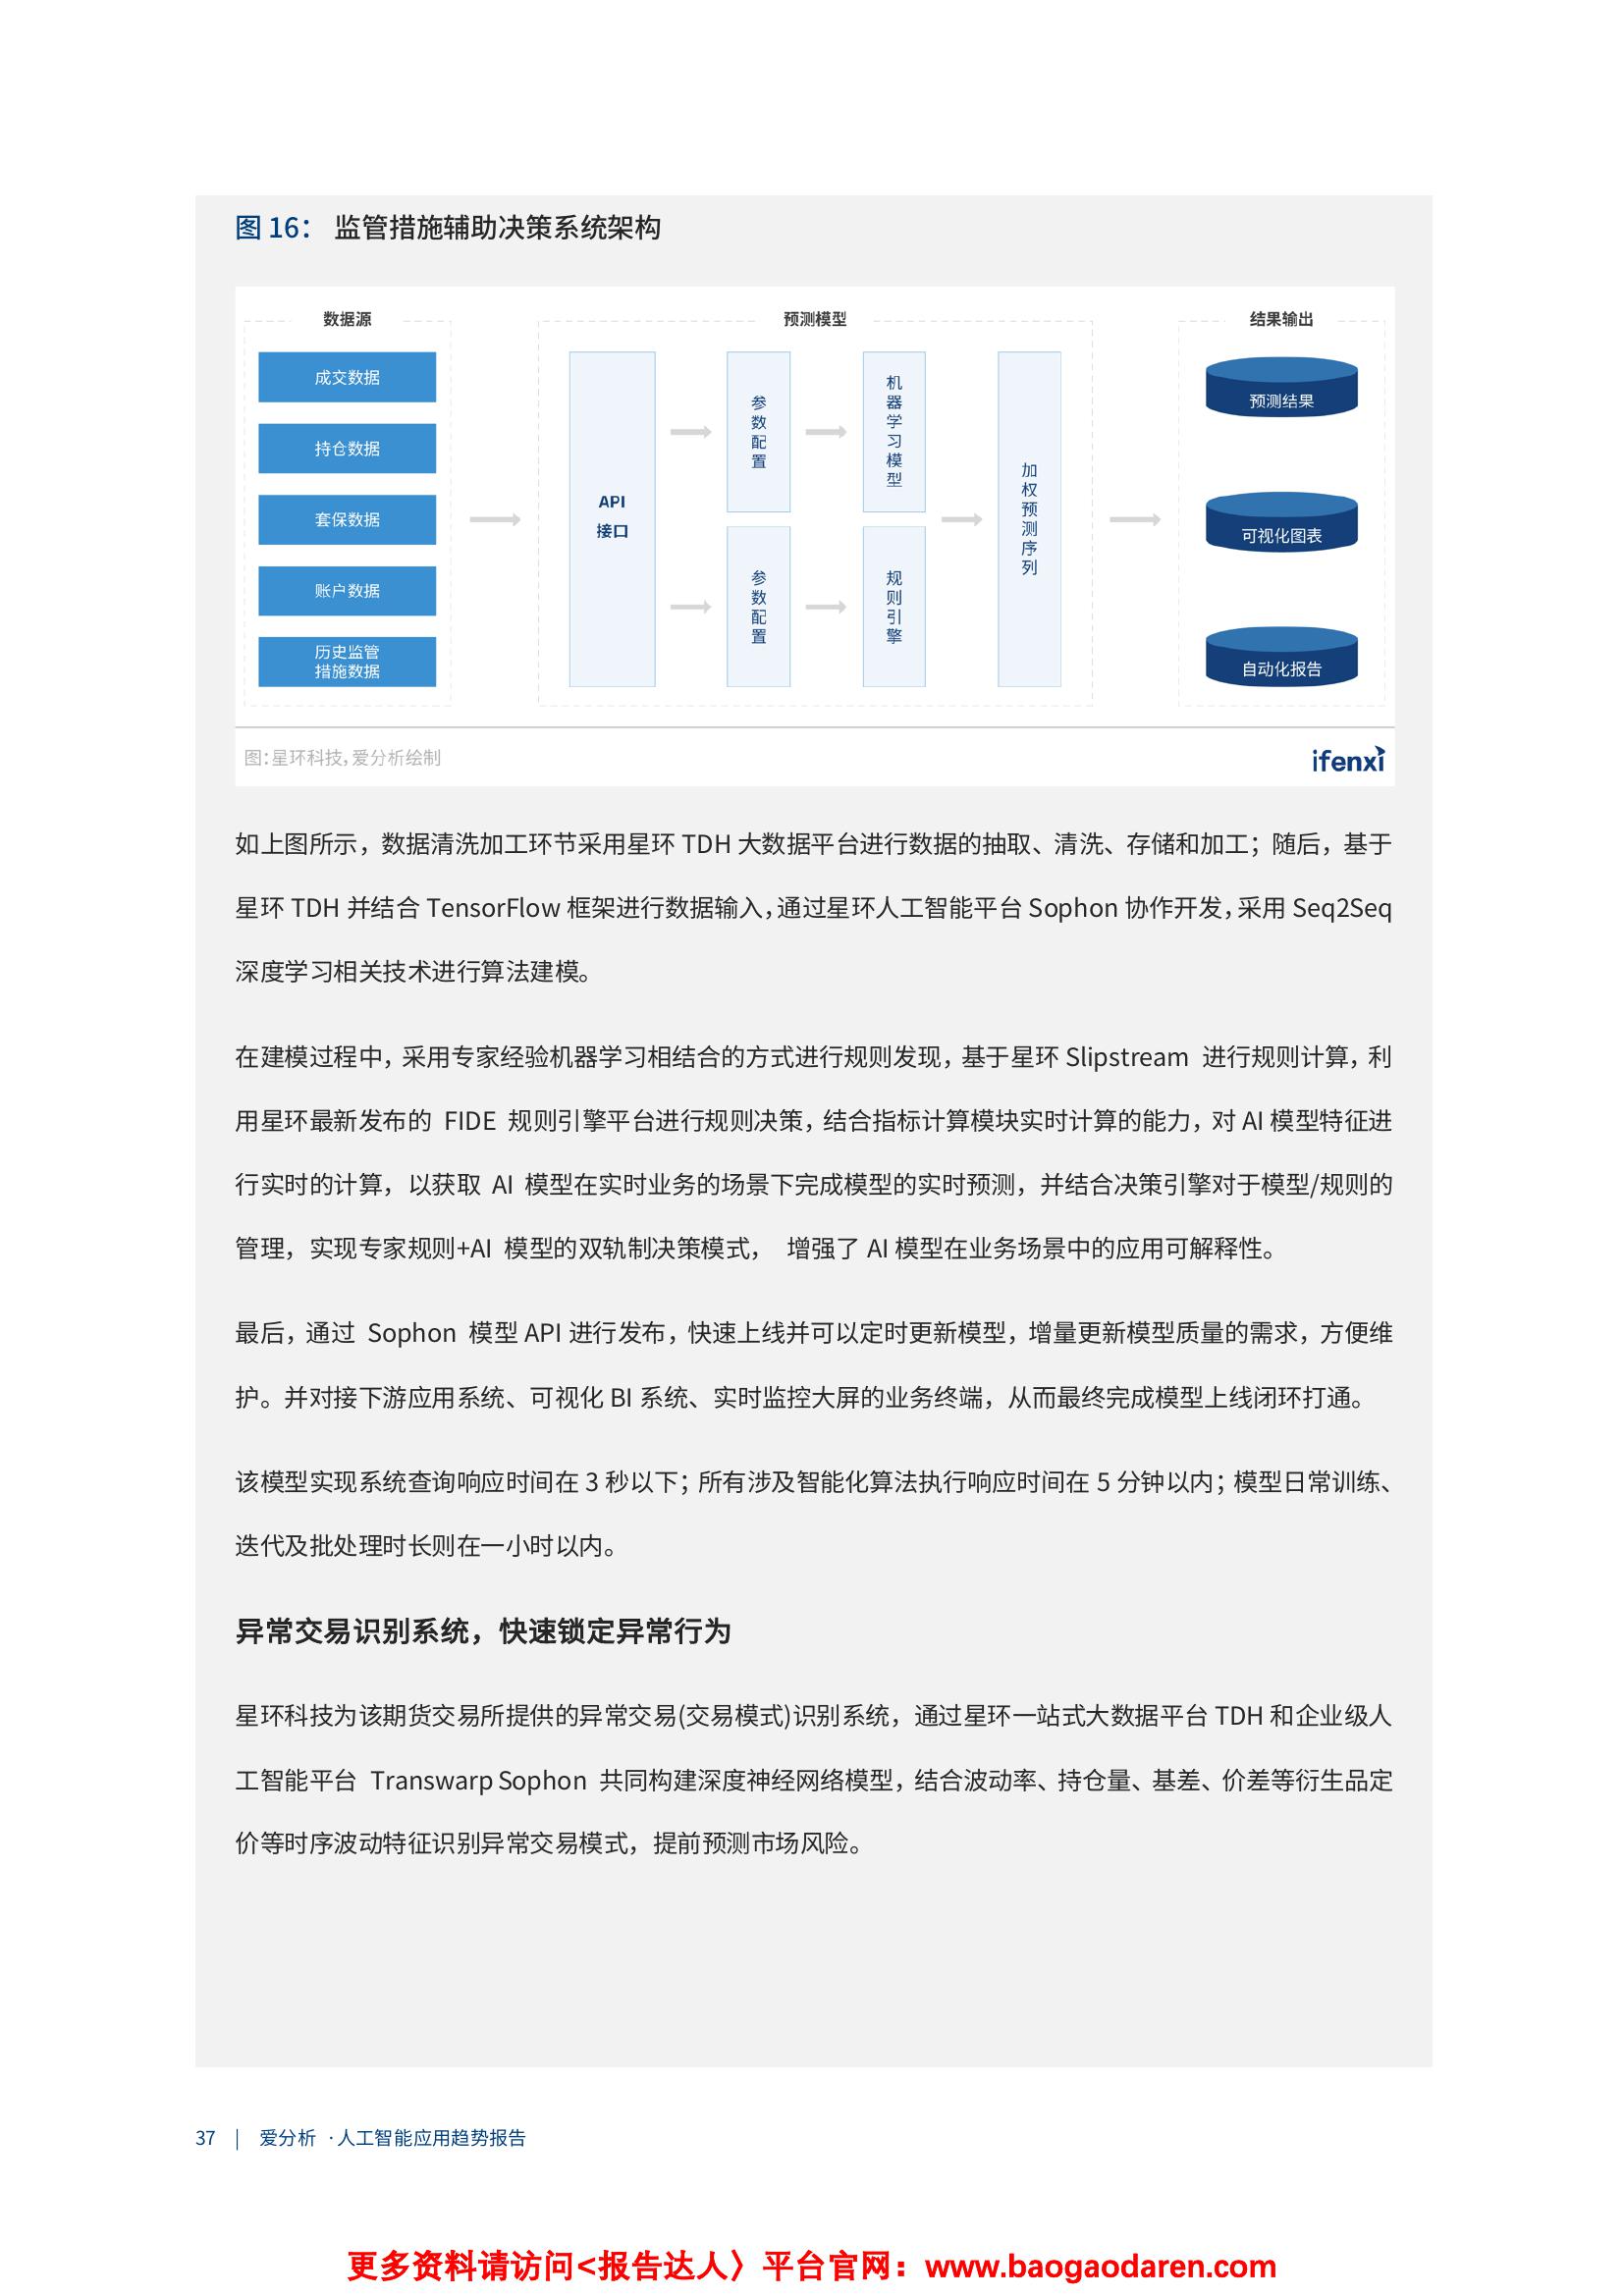 图 16： 监管措施辅助决策系统架构
数据源
成交数据
持仓数据
套保数据
账户数据
历史监管
措施数据
预测模型
API
接口
参数配置
机器学习模型
参数配置
规则引擎
加权预测序列
结果输出
预测结果
可视化图表
自动化报告
图：星环科技，爱分析绘制
ifenxi
如上图所示，数据清洗加工环节采用星环 TDH 大数据平台进行数据的抽取、清洗、存储和加工；随后，基于
星环 TDH 并结合 TensorFlow 框架进行数据输入，通过星环人工智能平台 Sophon 协作开发，采用 Seq2Seq
深度学习相关技术进行算法建模。
在建模过程中，采用专家经验机器学习相结合的方式进行规则发现，基于星环 Slipstream 进行规则计算，利
用星环最新发布的 FIDE 规则引擎平台进行规则决策，结合指标计算模块实时计算的能力，对 AI 模型特征进
行实时的计算，以获取 AI 模型在实时业务的场景下完成模型的实时预测，并结合决策引擎对于模型/规则的
管理，实现专家规则+AI 模型的双轨制决策模式， 增强了 AI 模型在业务场景中的应用可解释性。
最后，通过 Sophon 模型 API 进行发布，快速上线并可以定时更新模型，增量更新模型质量的需求，方便维
护。并对接下游应用系统、可视化 BI 系统、实时监控大屏的业务终端，从而最终完成模型上线闭环打通。
该模型实现系统查询响应时间在 3 秒以下；所有涉及智能化算法执行响应时间在 5 分钟以内；模型日常训练、
迭代及批处理时长则在一小时以内。
异常交易识别系统，快速锁定异常行为
星环科技为该期货交易所提供的异常交易(交易模式)识别系统，通过星环一站式大数据平台 TDH 和企业级人
工智能平台 Transwarp Sophon 共同构建深度神经网络模型，结合波动率、持仓量、基差、价差等衍生品定
价等时序波动特征识别异常交易模式，提前预测市场风险。
37 | 爱分析 ·人工智能应用趋势报告
更多资料请访问<报告达人〉平台官网：www.baogaodaren.com